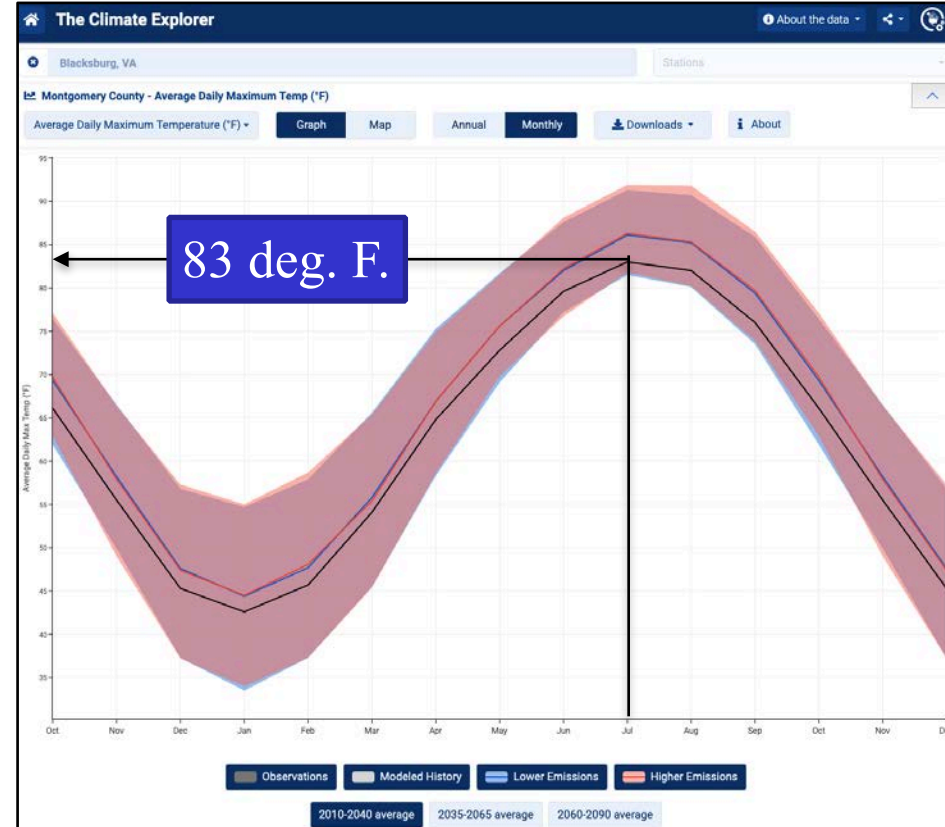 The Climate Explorer
About the data
Blacksburg, VA
Stations
Montgomery County - Average Daily Maximum Temp (°F)
Average Daily Maximum Temperature (°F)
Graph
Map
Annual
Monthly
Downloads
About
95
90
85
80
75
70
65
60
55
50
45
40
35
Average Daily Max Temp (°F)
83 deg. F.
Oct Nov Dec Jan Feb Mar Apr May Jun Jul Aug Sep Oct Nov D
Observations
Modeled History
Lower Emissions
Higher Emissions
2010-2040 average
2035-2065 average
2060-2090 average